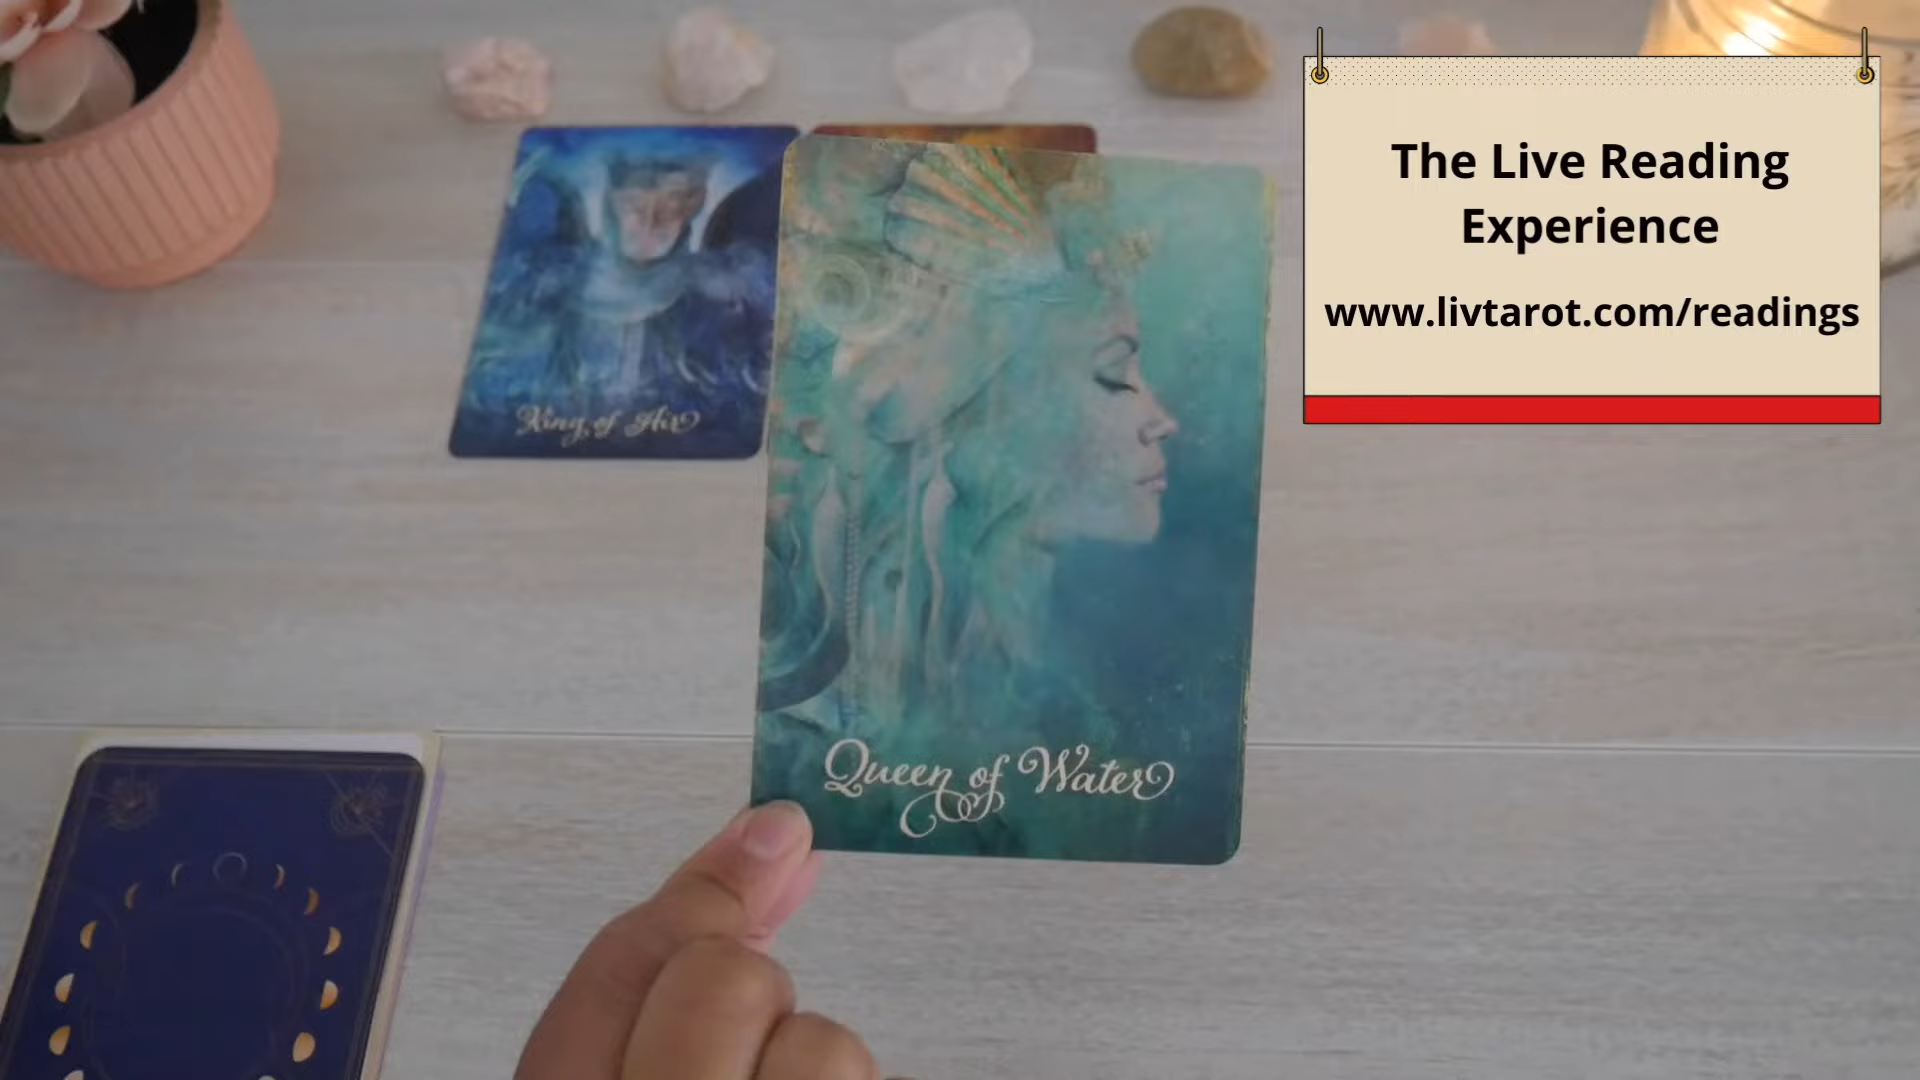 The Live Reading
Experience
www.livtarot.com/readings
King of Air
Queen of Water